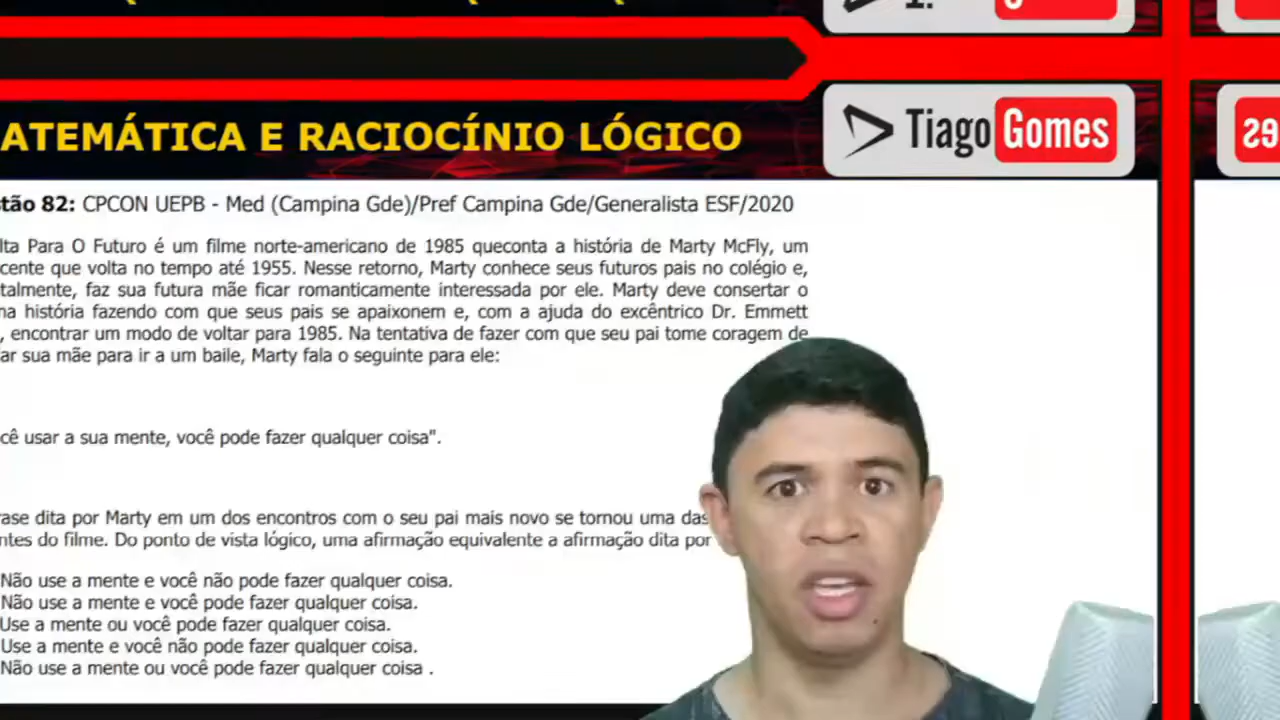 Tiago Gomes
ATEMÁTICA E RACIOCÍNIO LÓGICO
stão 82: CPCON UEPB - Med (Campina Gde)/Pref Campina Gde/Generalista ESF/2020
lta Para O Futuro é um filme norte-americano de 1985 queconta a história de Marty McFly, um
cente que volta no tempo até 1955. Nesse retorno, Marty conhece seus futuros pais no colégio e,
talmente, faz sua futura mãe ficar romanticamente interessada por ele. Marty deve consertar o
na história fazendo com que seus pais se apaixonem e, com a ajuda do excêntrico Dr. Emmett
, encontrar um modo de voltar para 1985. Na tentativa de fazer com que seu pai tome coragem de
ar sua mãe para ir a um baile, Marty fala o seguinte para ele:
cê usar a sua mente, você pode fazer qualquer coisa".
rase dita por Marty em um dos encontros com o seu pai mais novo se tornou uma das
ntes do filme. Do ponto de vista lógico, uma afirmação equivalente a afirmação dita por
Não use a mente e você não pode fazer qualquer coisa.
Não use a mente e você pode fazer qualquer coisa.
Use a mente ou você pode fazer qualquer coisa.
Use a mente e você não pode fazer qualquer coisa.
Não use a mente ou você pode fazer qualquer coisa .